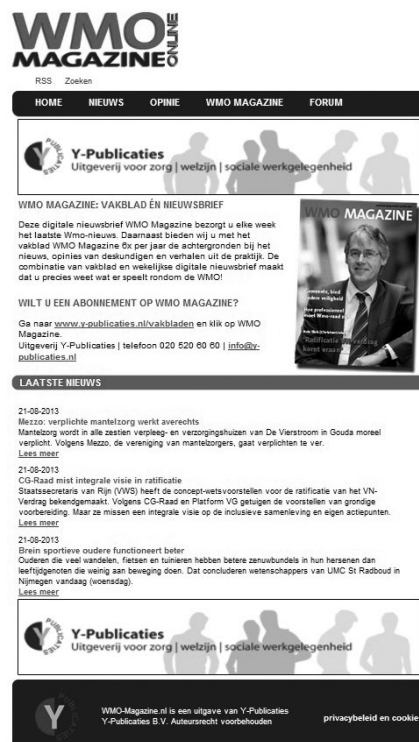 WMO
MAGAZINE ONLINE
RSS Zoeken
HOME NIEUWS OPINIE WMO MAGAZINE FORUM
Y-Publicaties
Uitgeverij voor zorg | welzijn | sociale werkgelegenheid
WMO MAGAZINE: VAKBLAD ÉN NIEUWSBRIEF
Deze digitale nieuwsbrief WMO Magazine bezorgt u elke week
het laatste Wmo-nieuws. Daarnaast bieden wij u met het
vakblad WMO Magazine 6x per jaar de achtergronden bij het
nieuws, opinies van deskundigen en verhalen uit de praktijk. De
combinatie van vakblad en wekelijkse digitale nieuwsbrief maakt
dat u precies weet wat er speelt rondom de WMO!
WMO MAGAZINE
WILT U EEN ABONNEMENT OP WMO MAGAZINE?
Ga naar www.y-publicaties.nl/vakbladen en klik op WMO
Magazine.
Uitgeverij Y-Publicaties | telefoon 020 520 60 60 | info@y-
publicaties.nl
LAATSTE NIEUWS
21-08-2013
Mezzo: verplichte mantelzorg werkt averechts
Mantelzorg wordt in alle zestien verpleeg- en verzorgingshuizen van De Vierstroom in Gouda moreel
verplicht. Volgens Mezzo, de vereniging van mantelzorgers, gaat verplichten te ver.
Lees meer
21-08-2013
CG-Raad mist integrale visie in ratificatie
Staatssecretaris van Rijn (VWS) heeft de concept-wetsvoorstellen voor de ratificatie van het VN-
Verdrag bekendgemaakt. Volgens CG-Raad en Platform VG getuigen de voorstellen van grondige
voorbereiding. Maar ze missen een integrale visie op de inclusieve samenleving en eigen actiepunten.
Lees meer
21-08-2013
Brein sportieve oudere functioneert beter
Ouderen die veel wandelen, fietsen en tuinieren hebben betere zenuwbundels in hun hersenen dan
leeftijdgenoten die weinig aan beweging doen. Dat concluderen wetenschappers van UMC St Radboud in
Nijmegen vandaag (woensdag).
Lees meer
Y-Publicaties
Uitgeverij voor zorg | welzijn | sociale werkgelegenheid
WMO-Magazine.nl is een uitgave van Y-Publicaties
Y-Publicaties B.V. Auteursrecht voorbehouden
privacybeleid en cookie